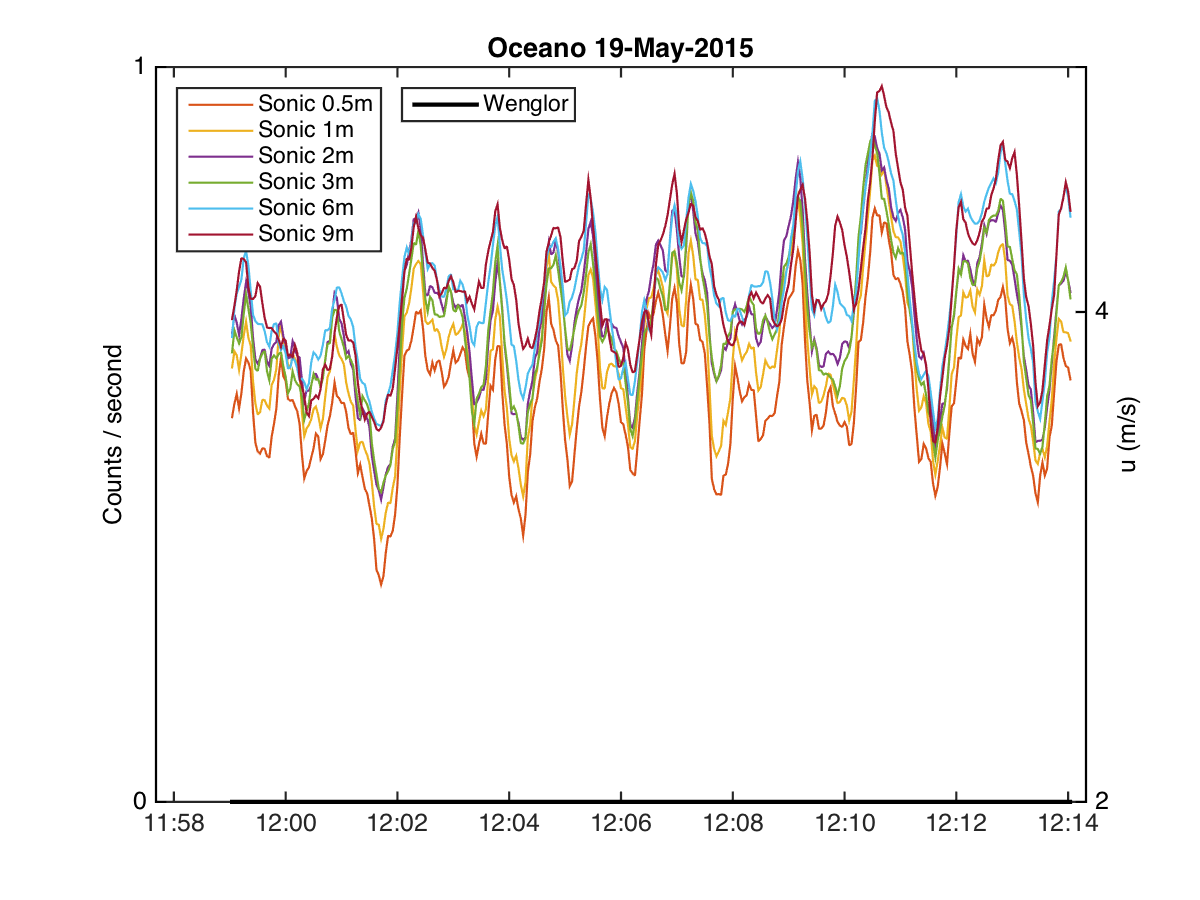 Oceano 19-May-2015
1
Sonic 0.5m
Sonic 1m
Sonic 2m
Sonic 3m
Sonic 6m
Sonic 9m
Wenglor
Counts / second
4
u (m/s)
0
2
11:58 12:00 12:02 12:04 12:06 12:08 12:10 12:12 12:14